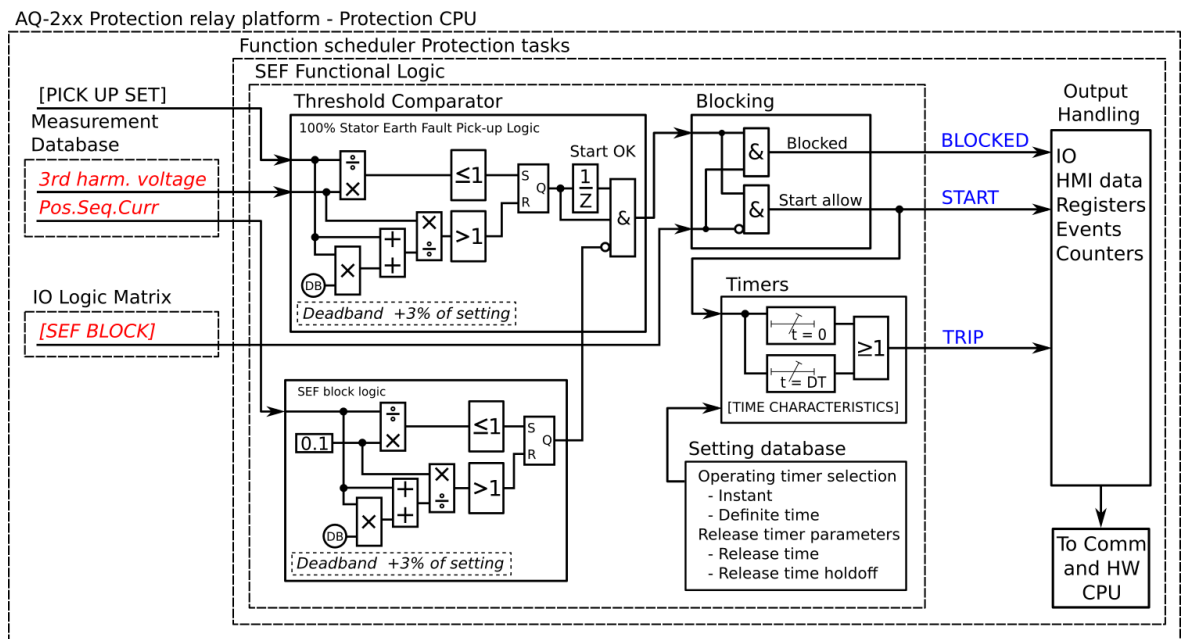 AQ-2xx Protection relay platform - Protection CPU
Function scheduler Protection tasks
SEF Functional Logic
[PICK UP SET]
Measurement
Database
3rd harm. voltage
Pos.Seq.Curr
IO Logic Matrix
[SEF BLOCK]
Threshold Comparator
100% Stator Earth Fault Pick-up Logic
÷
×
≤1
S
R
Q
Start OK
1
Z
&
×
÷
>1
+
+
×
DB
Deadband +3% of setting
SEF block logic
0.1
÷
×
≤1
S
R
Q
×
÷
>1
+
+
×
DB
Deadband +3% of setting
Blocking
&
Blocked
&
Start allow
Timers
t = 0
t = DT
≥1
[TIME CHARACTERISTICS]
Setting database
Operating timer selection
- Instant
- Definite time
Release timer parameters
- Release time
- Release time holdoff
BLOCKED
START
TRIP
Output
Handling
IO
HMI data
Registers
Events
Counters
To Comm
and HW
CPU